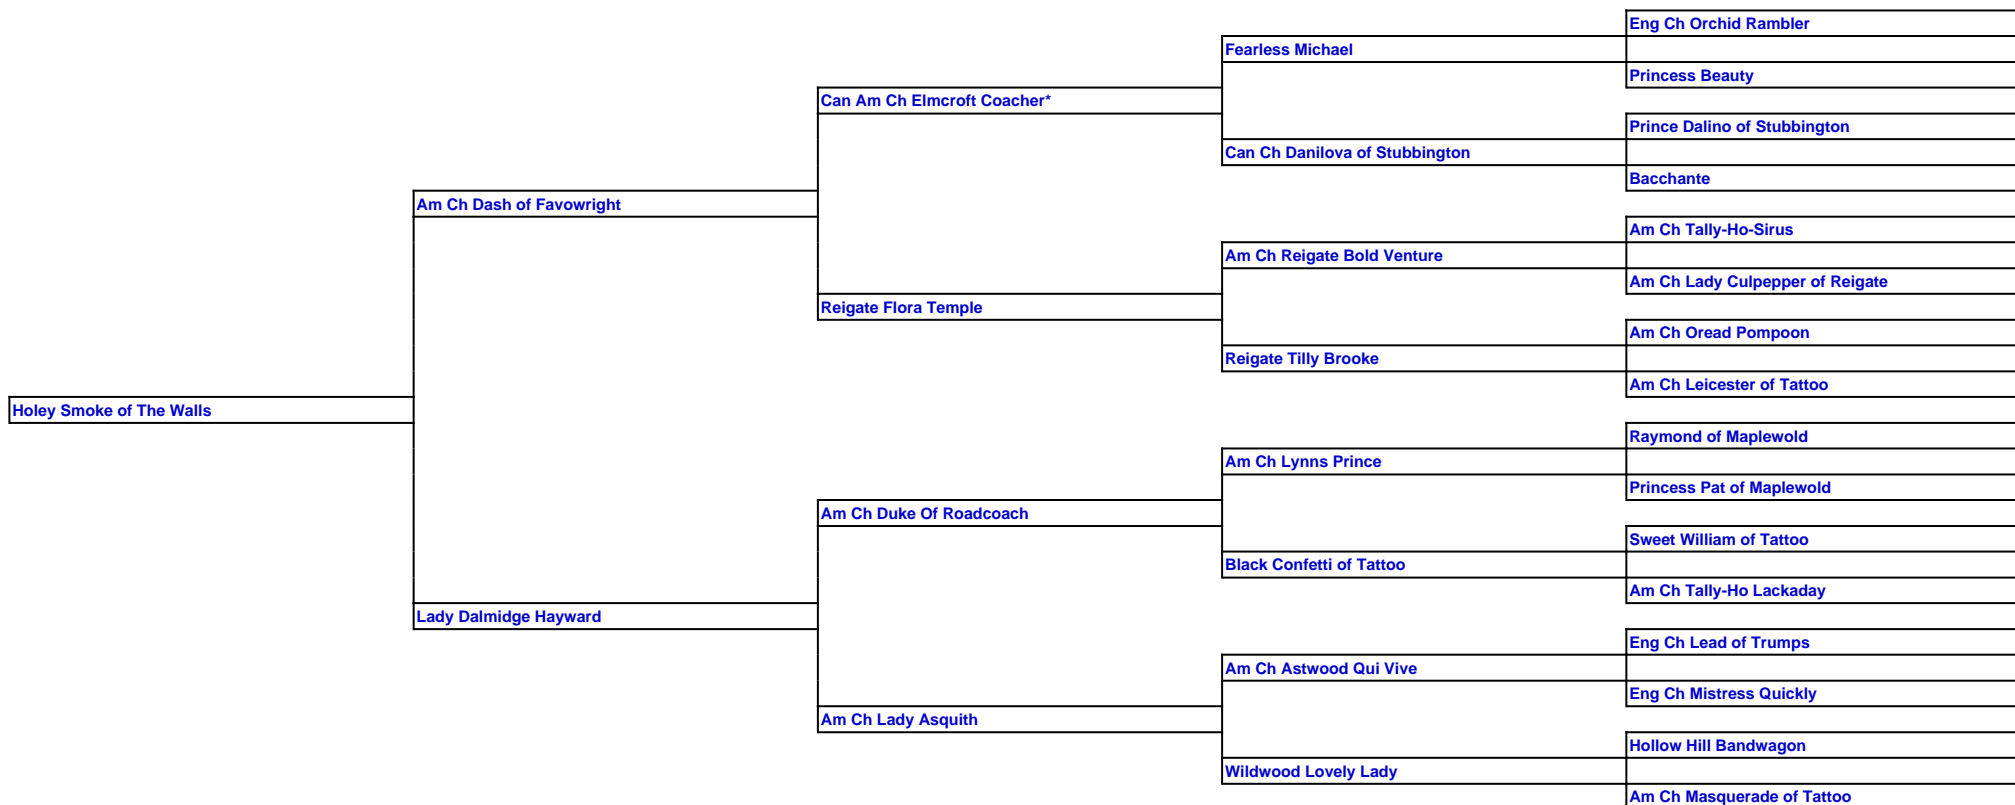 Eng Ch Orchid Rambler
Fearless Michael
Princess Beauty
Can Am Ch Elmcroft Coacher*
Prince Dalino of Stubbington
Can Ch Danilova of Stubbington
Bacchante
Am Ch Dash of Favowright
Am Ch Tally-Ho-Sirus
Am Ch Reigate Bold Venture
Am Ch Lady Culpepper of Reigate
Reigate Flora Temple
Am Ch Oread Pompoon
Reigate Tilly Brooke
Am Ch Leicester of Tattoo
Holey Smoke of The Walls
Raymond of Maplewold
Am Ch Lynns Prince
Princess Pat of Maplewold
Am Ch Duke Of Roadcoach
Sweet William of Tattoo
Black Confetti of Tattoo
Am Ch Tally-Ho Lackaday
Lady Dalmidge Hayward
Eng Ch Lead of Trumps
Am Ch Astwood Qui Vive
Eng Ch Mistress Quickly
Am Ch Lady Asquith
Hollow Hill Bandwagon
Wildwood Lovely Lady
Am Ch Masquerade of Tattoo